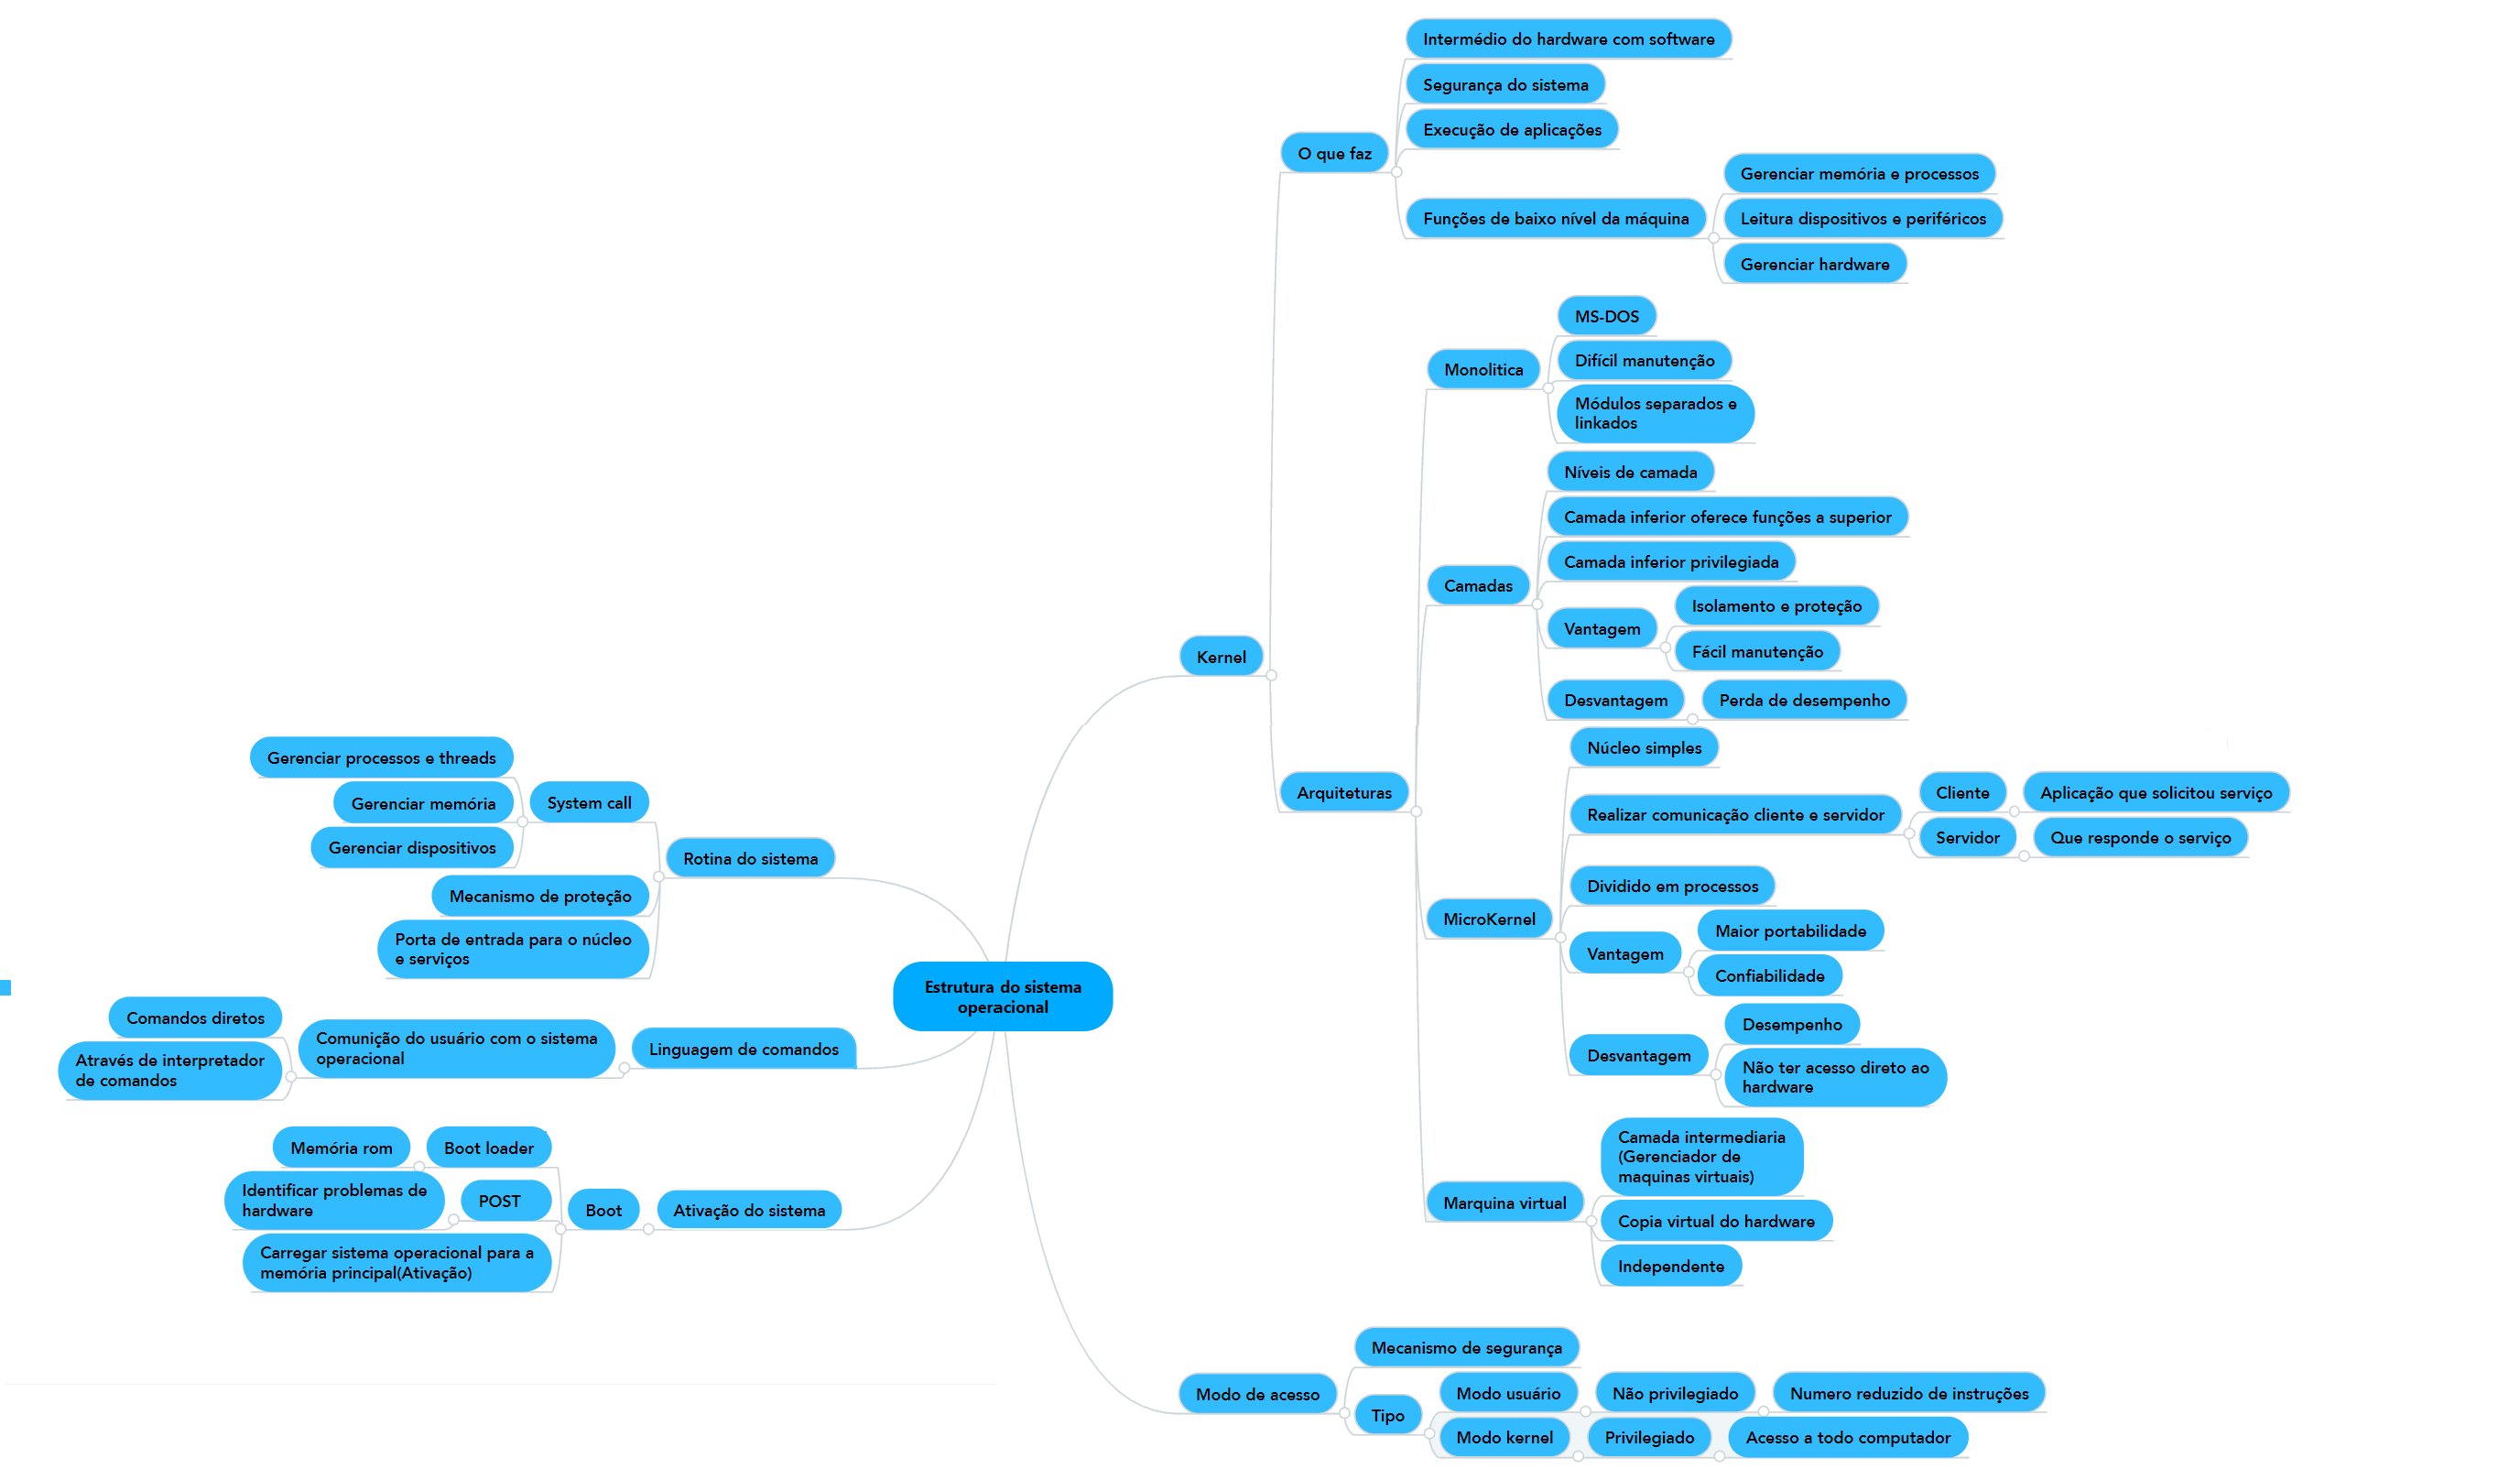 Intermédio do hardware com software
Segurança do sistema
Execução de aplicações
O que faz
Gerenciar memória e processos
Funções de baixo nível da máquina
Leitura dispositivos e periféricos
Gerenciar hardware
MS-DOS
Monolitica
Difícil manutenção
Módulos separados e
linkados
Níveis de camada
Camada inferior oferece funções a superior
Camada inferior privilegiada
Camadas
Isolamento e proteção
Vantagem
Fácil manutenção
Kernel
Desvantagem
Perda de desempenho
Núcleo simples
Arquiteturas
Realizar comunicação cliente e servidor
Cliente
Aplicação que solicitou serviço
Servidor
Que responde o serviço
Dividido em processos
MicroKernel
Maior portabilidade
Vantagem
Confiabilidade
Desempenho
Desvantagem
Não ter acesso direto ao
hardware
Camada intermediaria
(Gerenciador de
maquinas virtuais)
Marquina virtual
Copia virtual do hardware
Independente
Mecanismo de segurança
Modo de acesso
Tipo
Modo usuário
Não privilegiado
Numero reduzido de instruções
Modo kernel
Privilegiado
Acesso a todo computador
Estrutura do sistema
operacional
Gerenciar processos e threads
System call
Gerenciar memória
Gerenciar dispositivos
Rotina do sistema
Mecanismo de proteção
Porta de entrada para o núcleo
e serviços
Comandos diretos
Comunição do usuário com o sistema
operacional
Linguagem de comandos
Através de interpretador
de comandos
Memória rom
Boot loader
Identificar problemas de
hardware
POST
Boot
Ativação do sistema
Carregar sistema operacional para a
memória principal(Ativação)